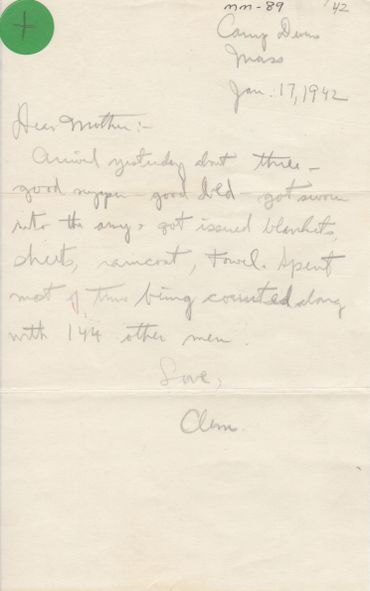 +
mm-89
42
Camp Devens
Mass
Jan. 17, 1942
Dear Mother:-
Arrived yesterday about three -
good supper - good bed - got sworn
into the army & got issued blankets,
sheets, raincoat, towel. Spent
most of time being counted along
with 144 other men.
Love,
Clem.